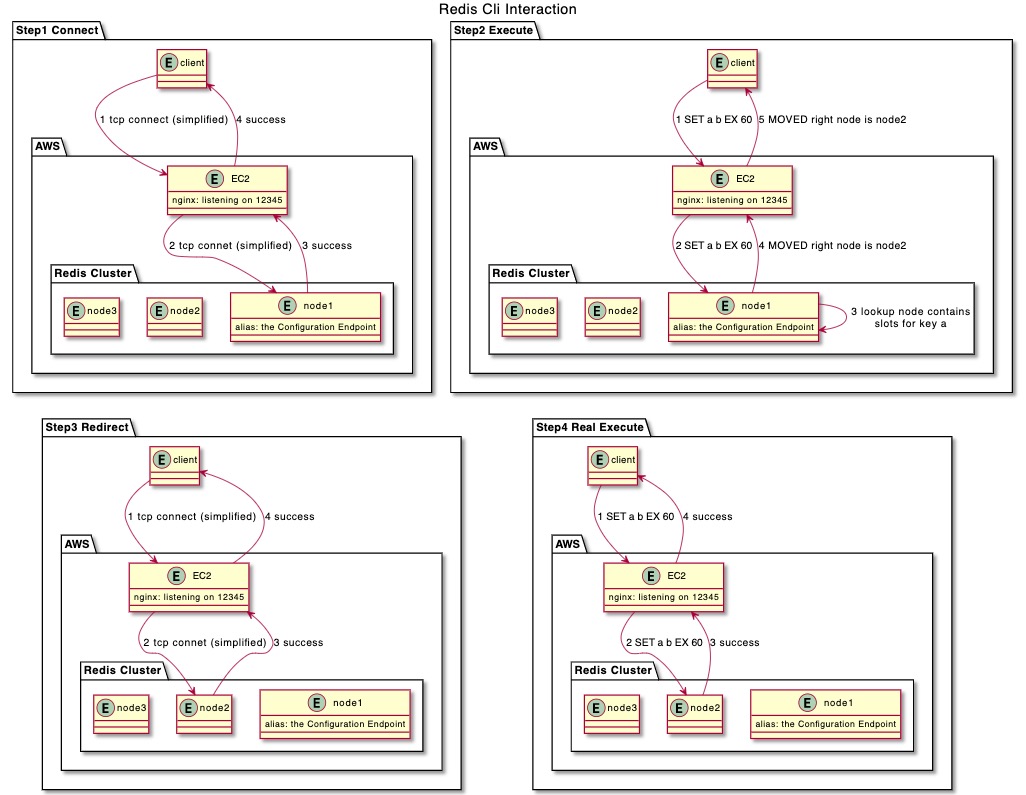 Redis Cli Interaction
Step1 Connect
E client
1 tcp connect (simplified)
4 success
AWS
E EC2
nginx: listening on 12345
2 tcp connet (simplified)
3 success
Redis Cluster
E node3
E node2
E node1
alias: the Configuration Endpoint
Step2 Execute
E client
1 SET a b EX 60
5 MOVED right node is node2
AWS
E EC2
nginx: listening on 12345
2 SET a b EX 60
4 MOVED right node is node2
Redis Cluster
E node3
E node2
E node1
alias: the Configuration Endpoint
3 lookup node contains
slots for key a
Step3 Redirect
E client
1 tcp connect (simplified)
4 success
AWS
E EC2
nginx: listening on 12345
2 tcp connet (simplified)
3 success
Redis Cluster
E node3
E node2
E node1
alias: the Configuration Endpoint
Step4 Real Execute
E client
1 SET a b EX 60
4 success
AWS
E EC2
nginx: listening on 12345
2 SET a b EX 60
3 success
Redis Cluster
E node3
E node2
E node1
alias: the Configuration Endpoint